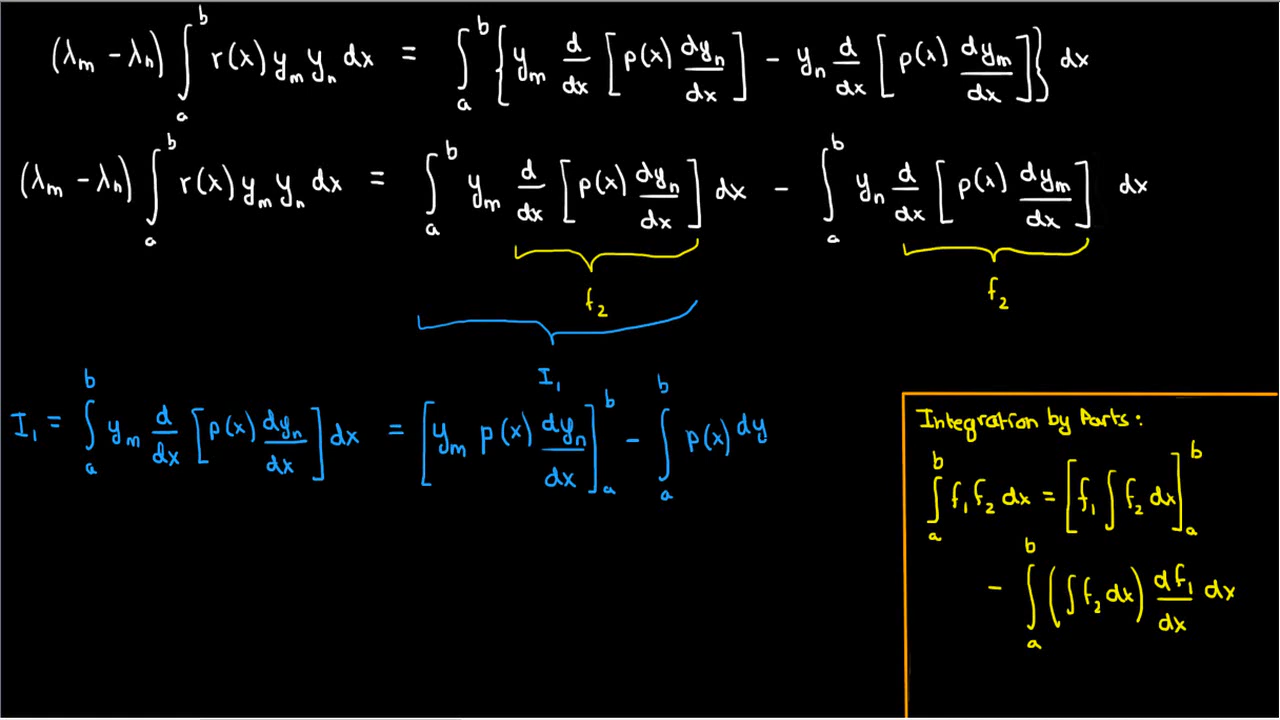 (λm − λn) ∫_a^b r(x) ym yn dx = ∫_a^b { ym d/dx [ p(x) dyn/dx ] − yn d/dx [ p(x) dym/dx ] } dx
(λm − λn) ∫_a^b r(x) ym yn dx = ∫_a^b ym d/dx [ p(x) dyn/dx ] dx − ∫_a^b yn d/dx [ p(x) dym/dx ] dx
f2 f2
I1
I1 = ∫_a^b ym d/dx [ p(x) dyn/dx ] dx = [ ym p(x) dyn/dx ]_a^b − ∫_a^b p(x) dy
Integration by Parts:
∫_a^b f1 f2 dx = [ f1 ∫ f2 dx ]_a^b
− ∫_a^b ( ∫ f2 dx ) df1/dx dx